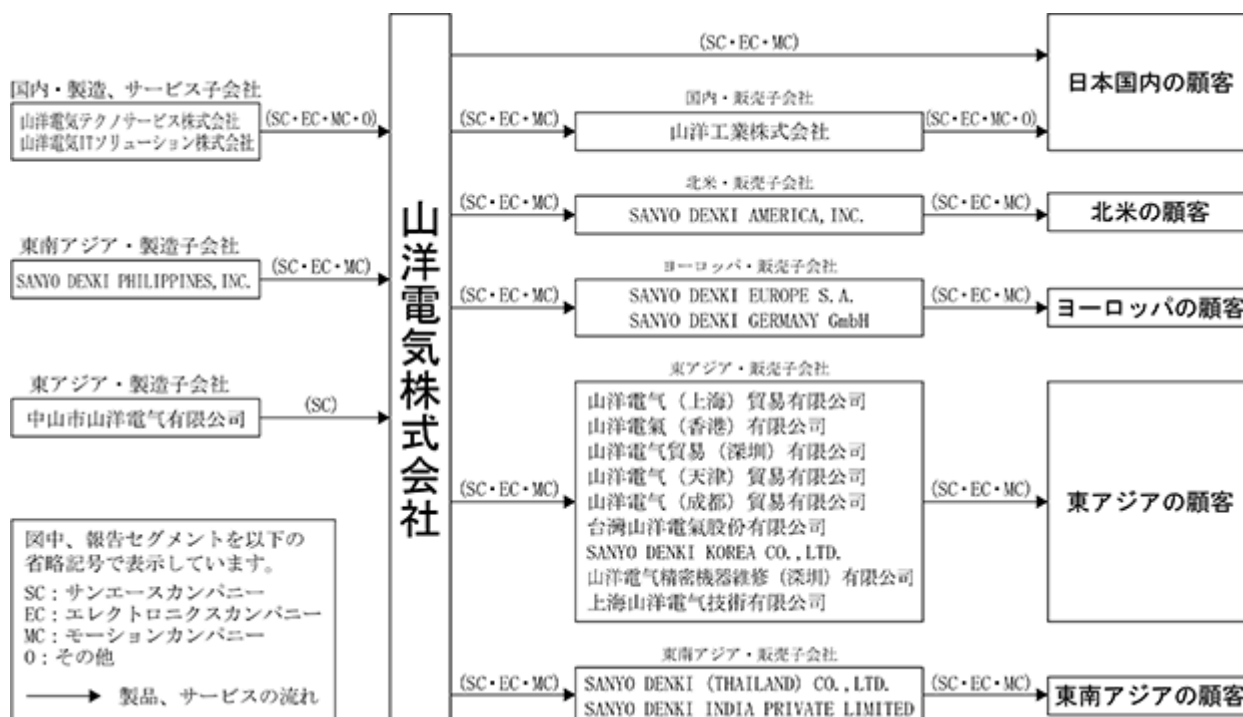 国内・製造、サービス子会社
山洋電気テクノサービス株式会社
山洋電気ITソリューション株式会社
(SC・EC・MC・O)
東南アジア・製造子会社
SANYO DENKI PHILIPPINES, INC.
(SC・EC・MC)
東アジア・製造子会社
中山市山洋電气有限公司
(SC)
図中、報告セグメントを以下の
省略記号で表示しています。
SC：サンエースカンパニー
EC：エレクトロニクスカンパニー
MC：モーションカンパニー
O：その他
製品、サービスの流れ
山洋電気株式会社
(SC・EC・MC)
日本国内の顧客
国内・販売子会社
(SC・EC・MC)
山洋工業株式会社
(SC・EC・MC・O)
北米・販売子会社
(SC・EC・MC)
SANYO DENKI AMERICA, INC.
(SC・EC・MC)
北米の顧客
ヨーロッパ・販売子会社
(SC・EC・MC)
SANYO DENKI EUROPE S.A.
SANYO DENKI GERMANY GmbH
(SC・EC・MC)
ヨーロッパの顧客
東アジア・販売子会社
(SC・EC・MC)
山洋電气（上海）貿易有限公司
山洋電氣（香港）有限公司
山洋電气貿易（深圳）有限公司
山洋電气（天津）貿易有限公司
山洋電气（成都）貿易有限公司
台灣山洋電氣股份有限公司
SANYO DENKI KOREA CO.,LTD.
山洋電气精密機器維修（深圳）有限公司
上海山洋電气技術有限公司
(SC・EC・MC)
東アジアの顧客
東南アジア・販売子会社
(SC・EC・MC)
SANYO DENKI (THAILAND) CO.,LTD.
SANYO DENKI INDIA PRIVATE LIMITED
(SC・EC・MC)
東南アジアの顧客